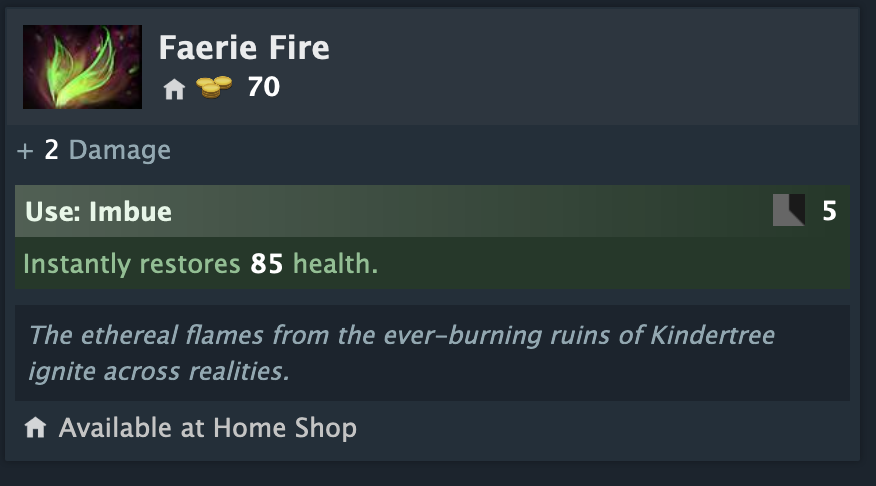 Faerie Fire
70
+ 2 Damage
Use: Imbue 5
Instantly restores 85 health.
The ethereal flames from the ever-burning ruins of Kindertree
ignite across realities.
Available at Home Shop